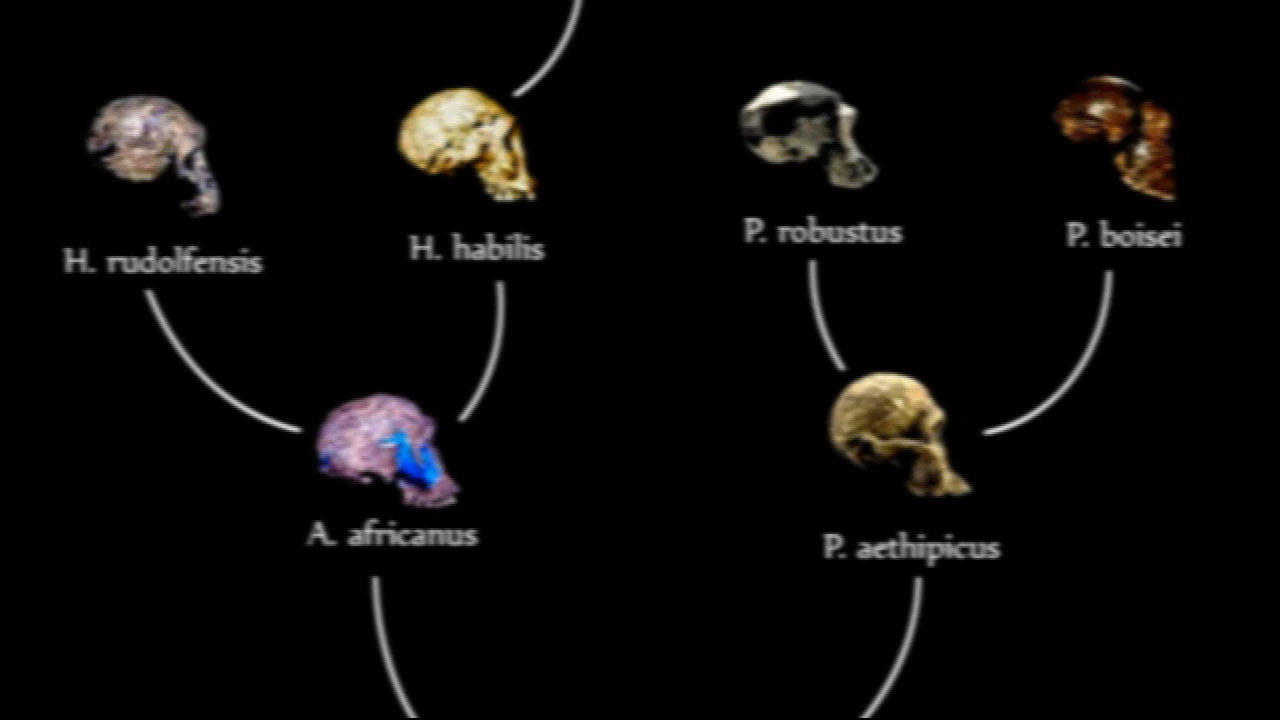 H. rudolfensis
H. habilis
P. robustus
P. boisei
A. africanus
P. aethipicus